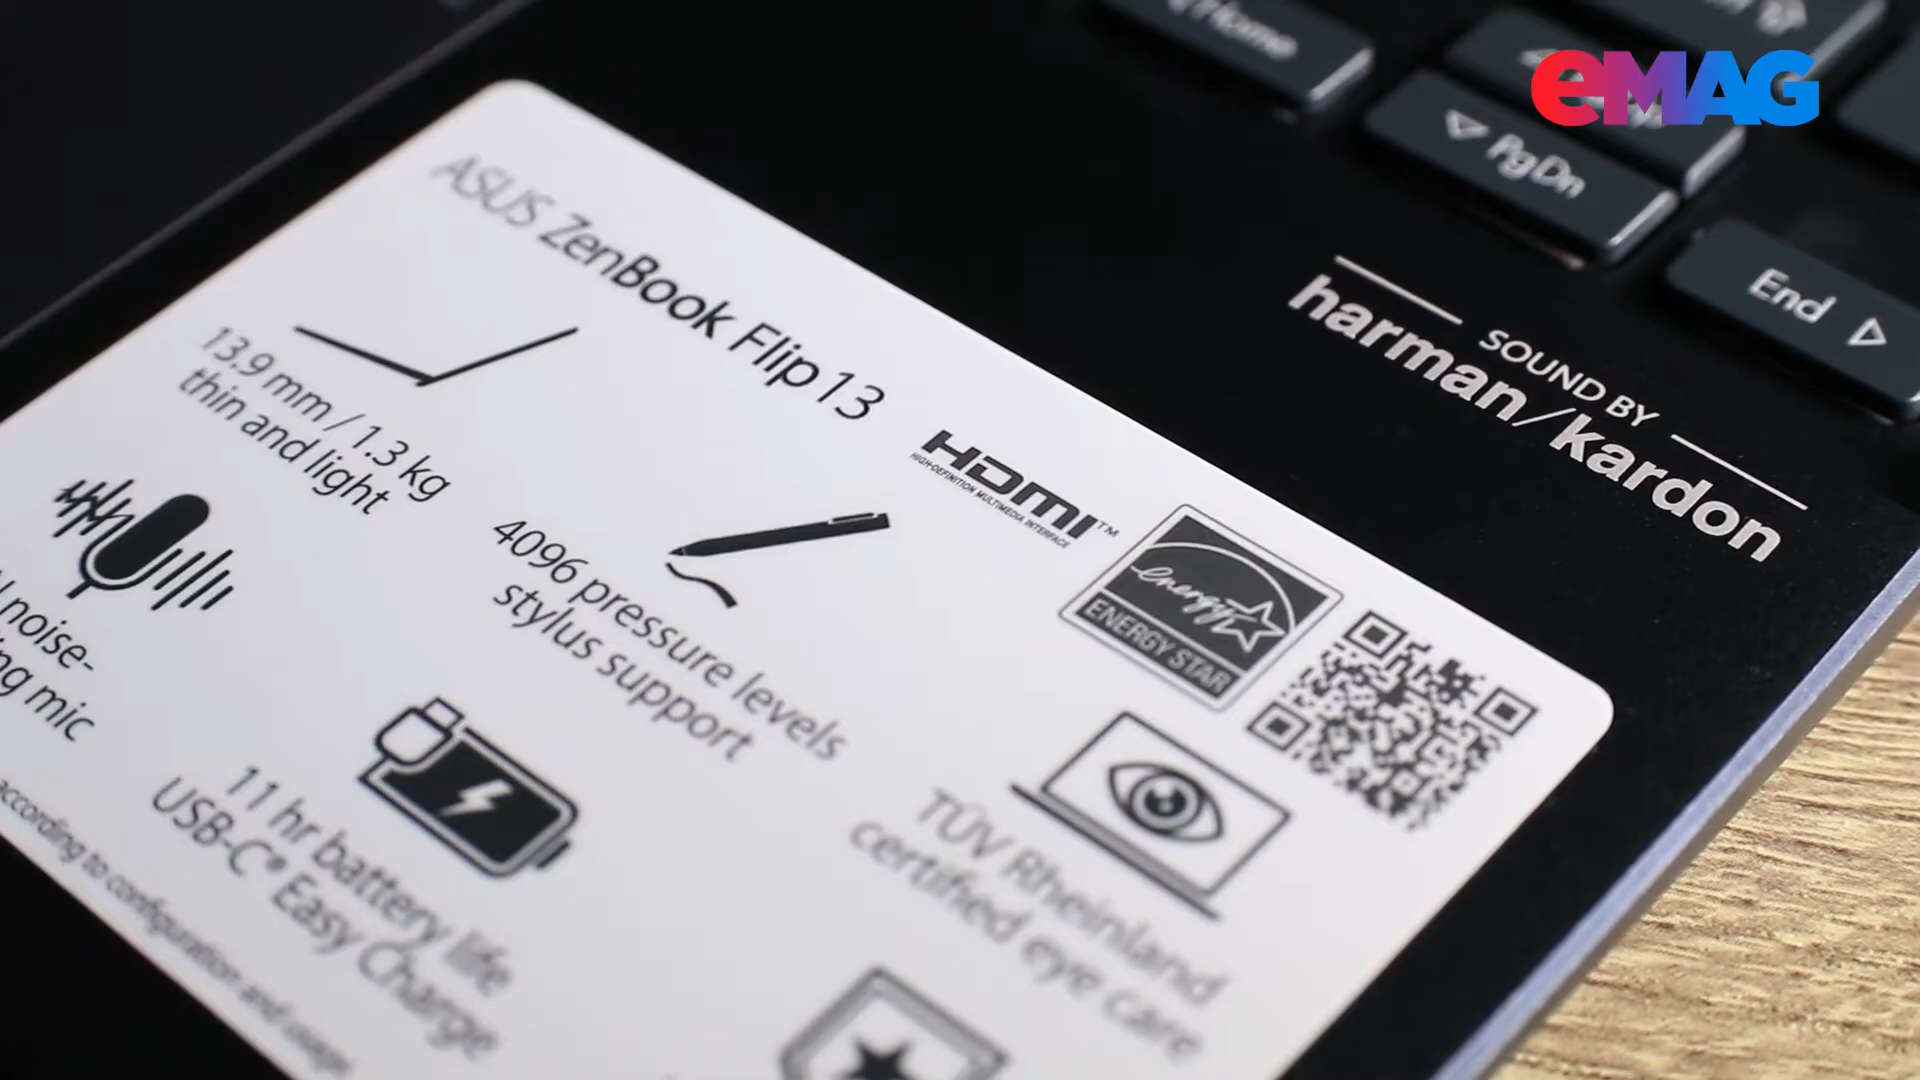 eMAG
Home
PgDn
End
SOUND BY
harman/kardon
ASUS ZenBook Flip 13
13.9 mm / 1.3 kg
thin and light
HDMI™
HIGH-DEFINITION MULTIMEDIA INTERFACE
4096 pressure levels
stylus support
energy
ENERGY STAR
noise-
mic
11 hr battery life
USB-C® Easy Charge
TÜV Rheinland
certified eye care
according to configuration and usage.